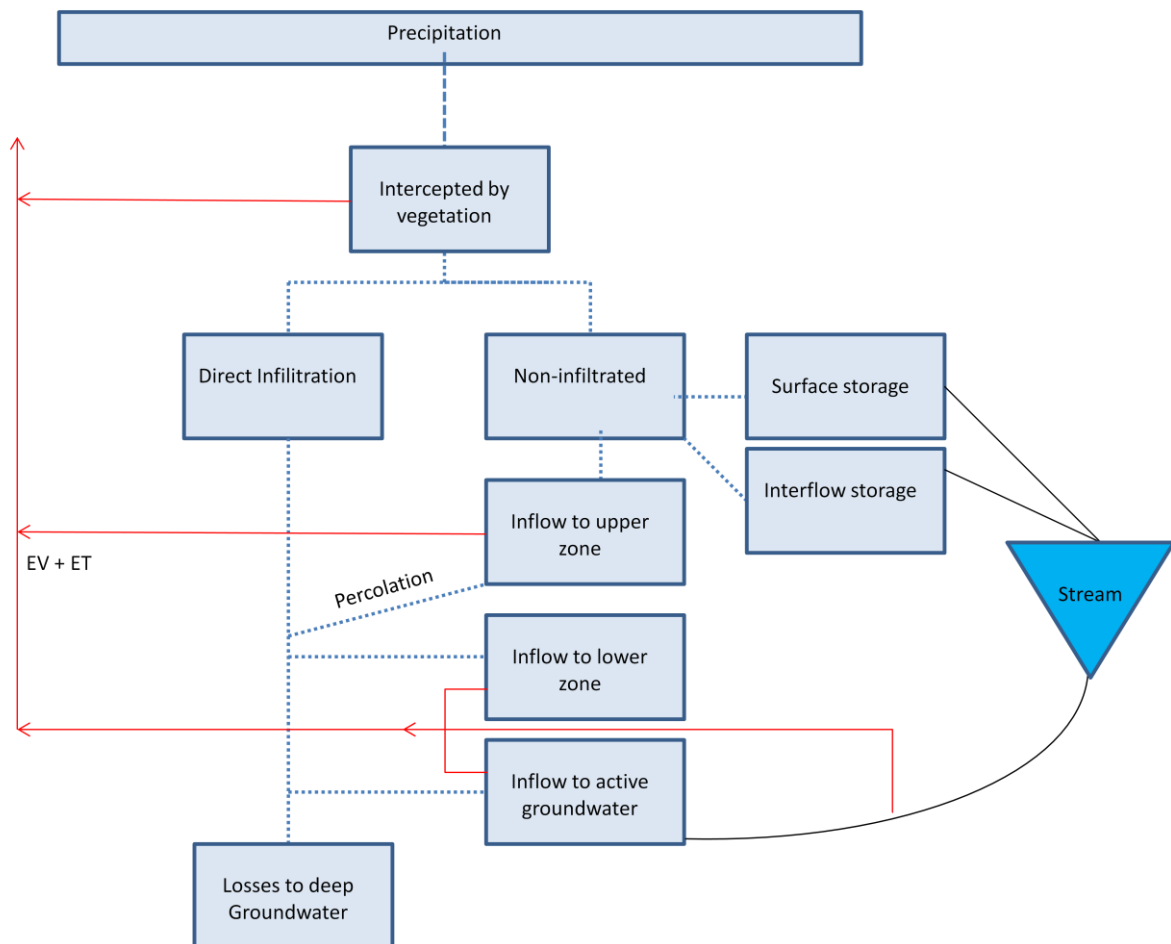 Precipitation
Intercepted by
vegetation
Direct Infilitration
Non-infiltrated
Surface storage
Interflow storage
Inflow to upper
zone
EV + ET
Percolation
Stream
Inflow to lower
zone
Inflow to active
groundwater
Losses to deep
Groundwater